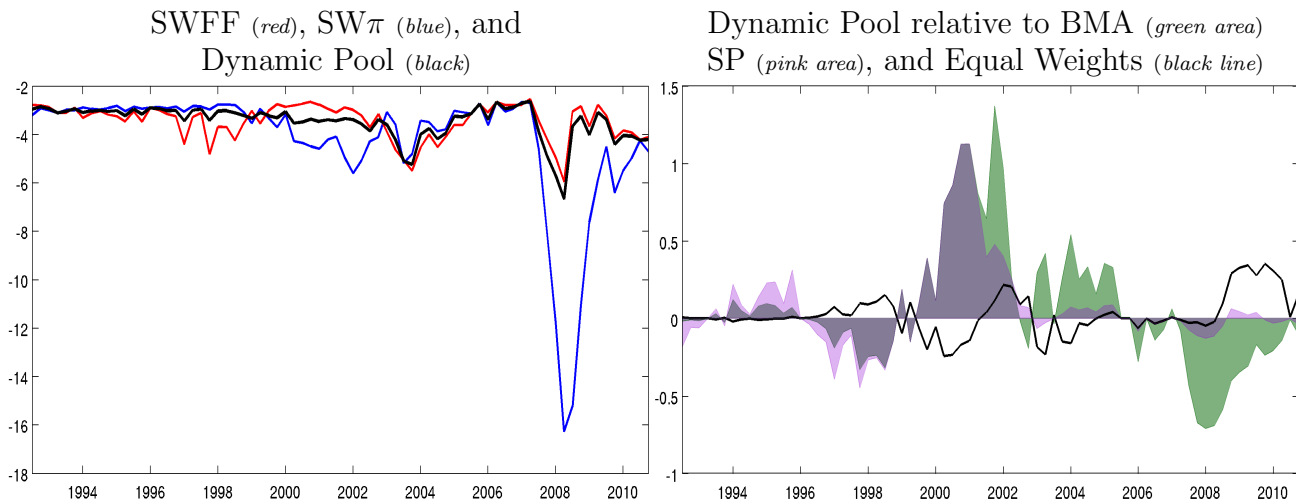 SWFF (red), SWπ (blue), and
Dynamic Pool (black)
-2
-4
-6
-8
-10
-12
-14
-16
-18
1994 1996 1998 2000 2002 2004 2006 2008 2010
Dynamic Pool relative to BMA (green area)
SP (pink area), and Equal Weights (black line)
1.5
1
0.5
0
-0.5
-1
1994 1996 1998 2000 2002 2004 2006 2008 2010